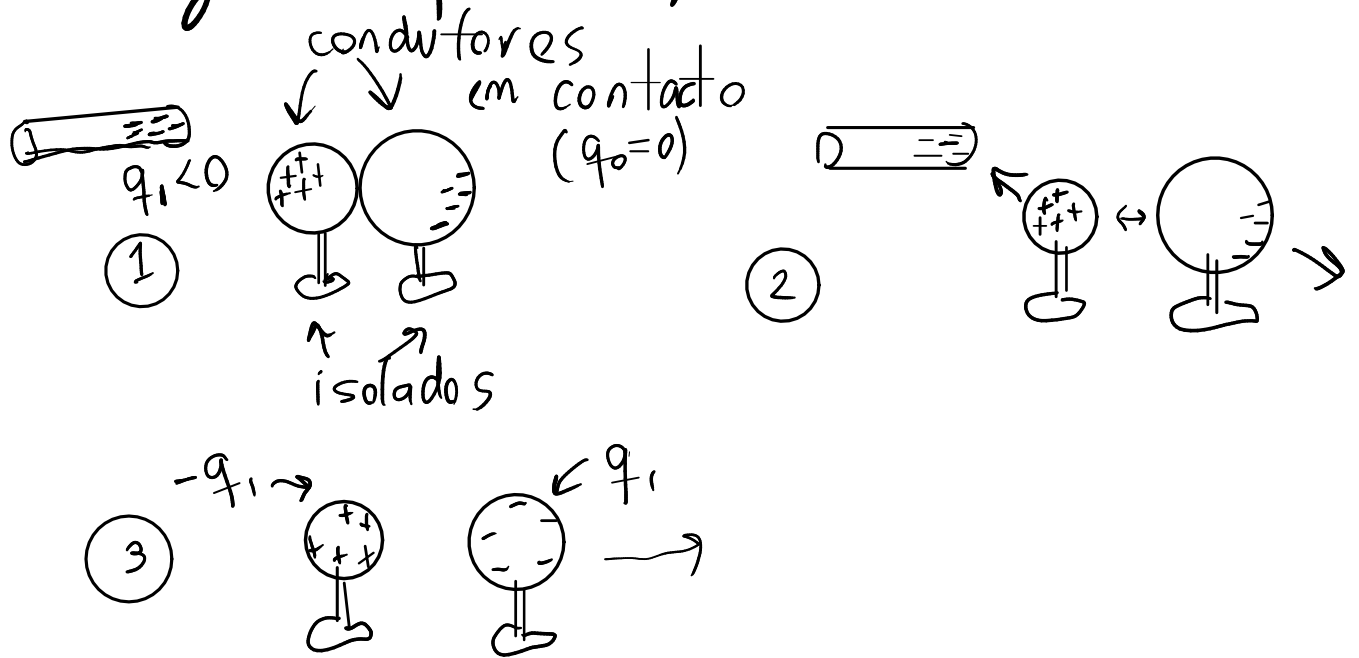 condutores
em contacto
(q₀=0)
q₁<0
1
isolados
2
-q₁
q₁
3